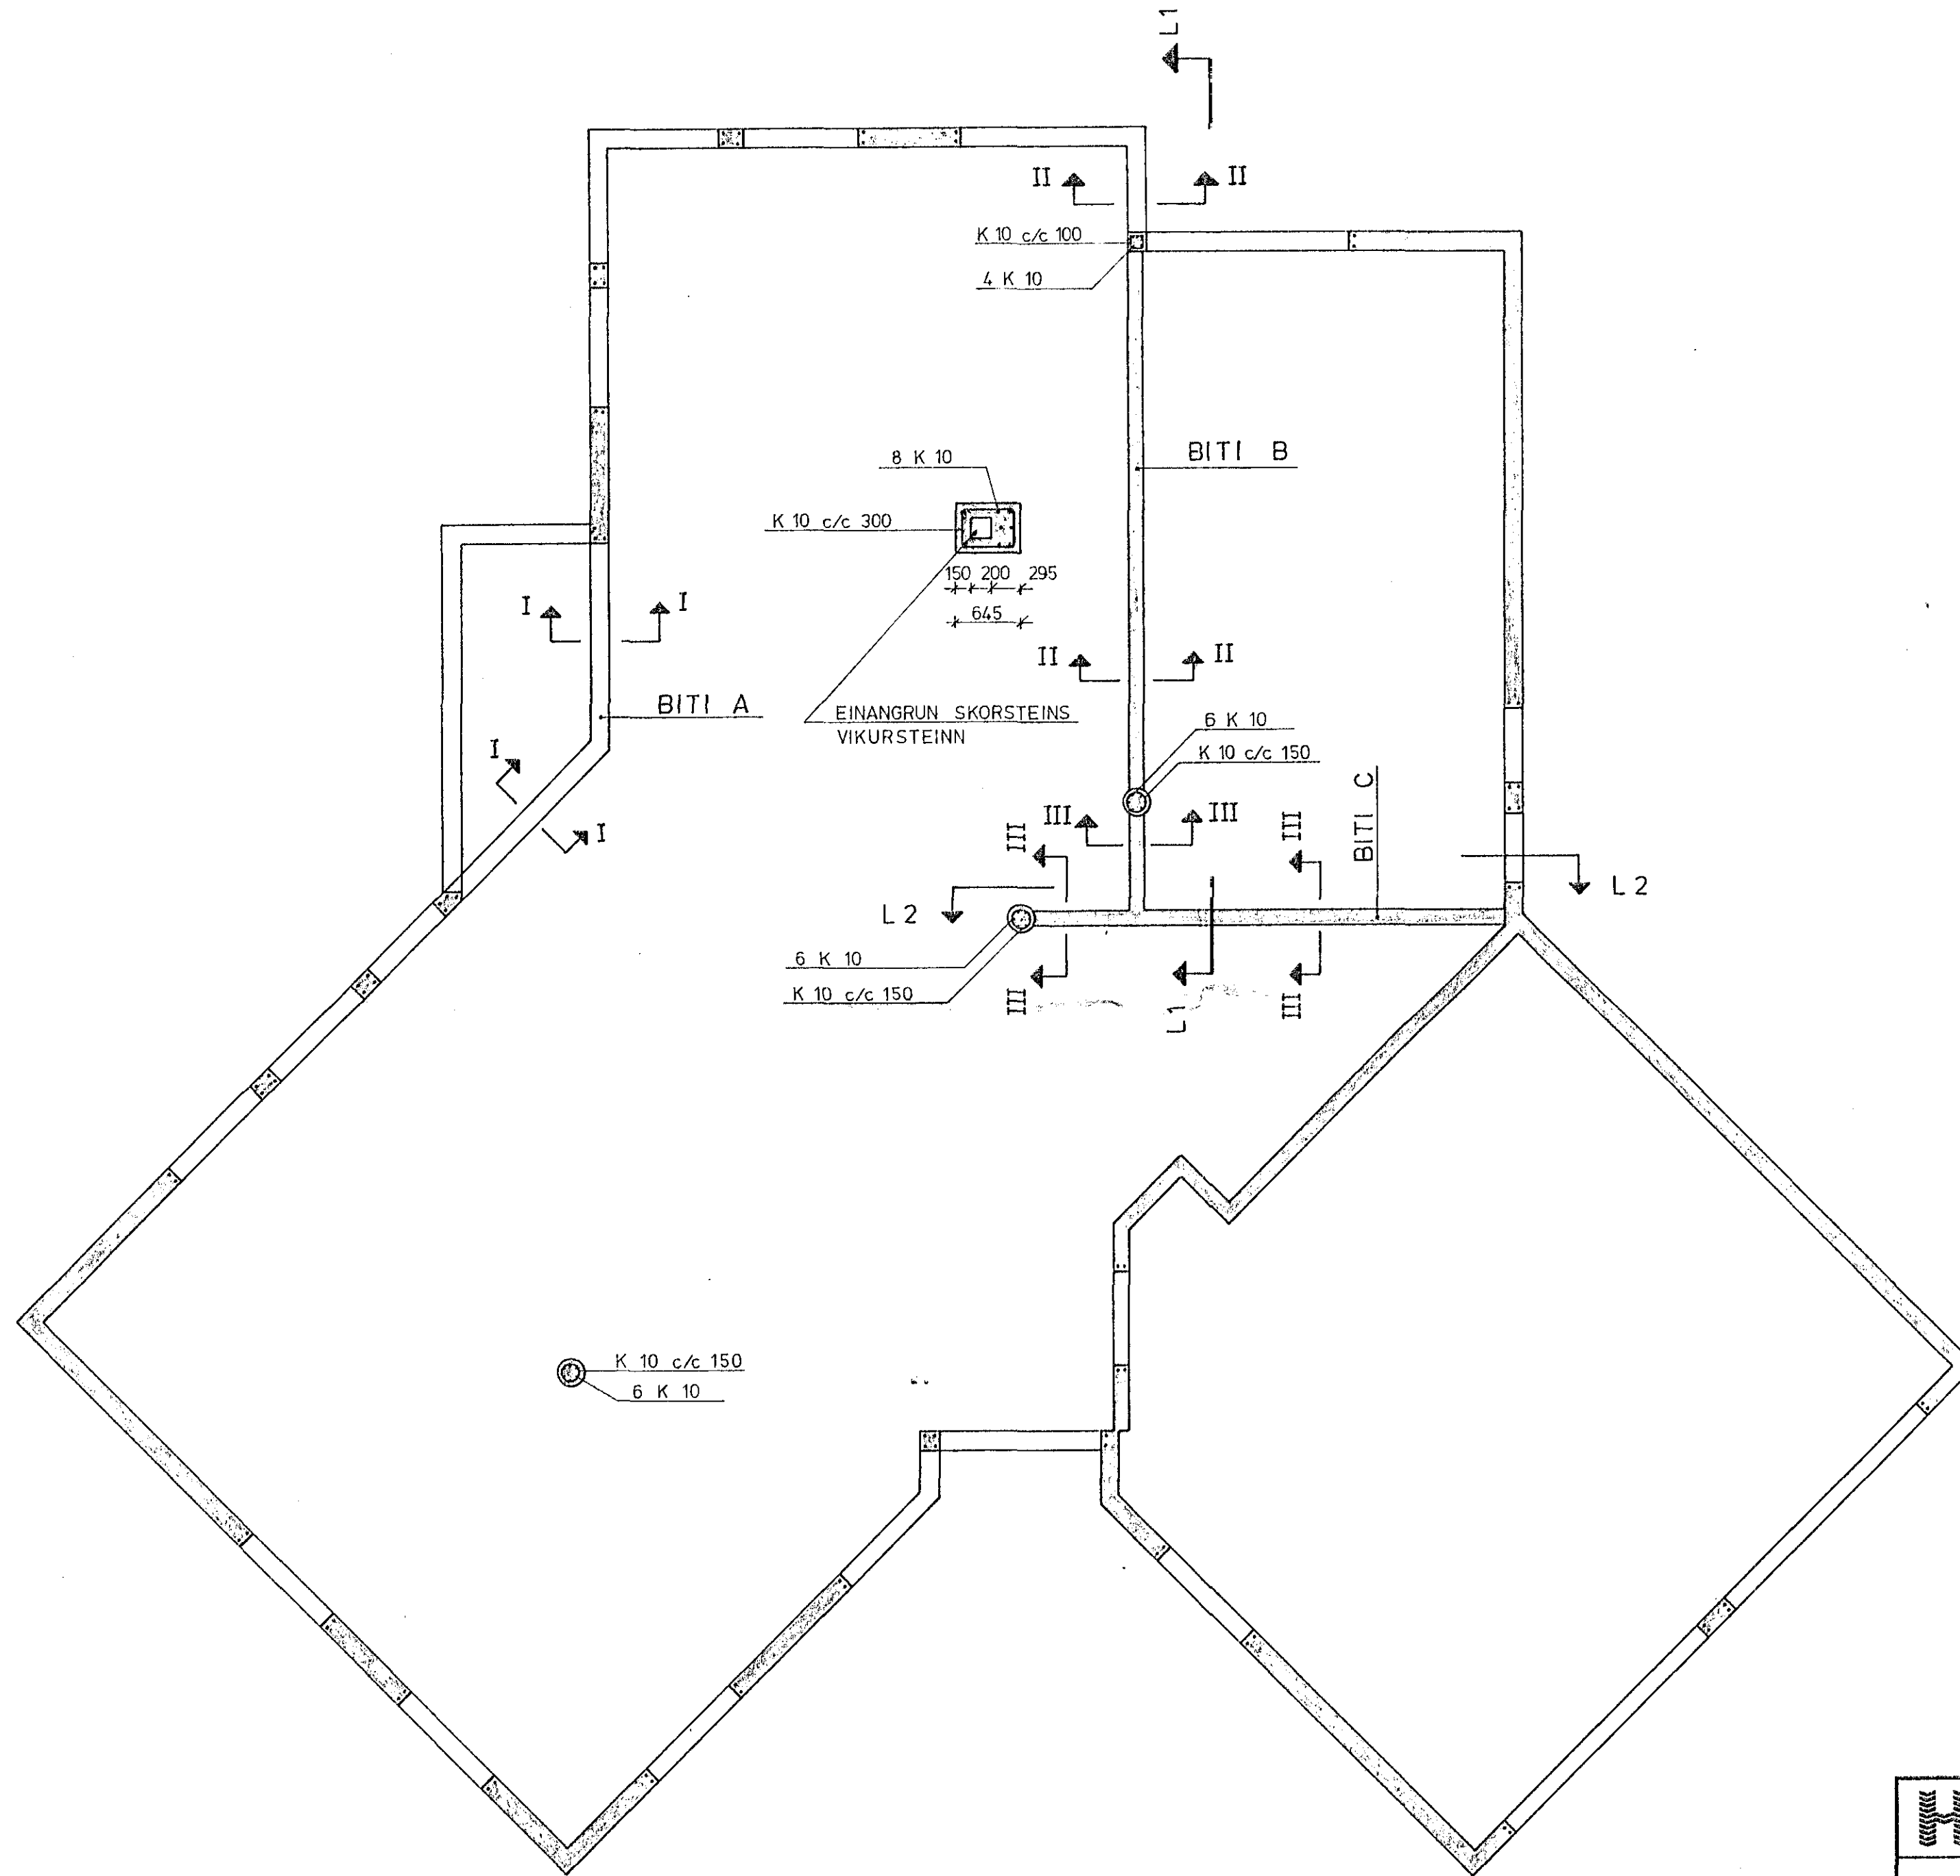 L1
II II
K 10 c/c 100
4 K 10
BITI B
8 K 10
K 10 c/c 300
150 200 295
645
I I
II II
BITI A
EINANGRUN SKORSTEINS
VIKURSTEINN
6 K 10
K 10 c/c 150
I
I
III III
III
III
BITI C
L 2
L 2
6 K 10
K 10 c/c 150
III
L1
III
K 10 c/c 150
6 K 10
H